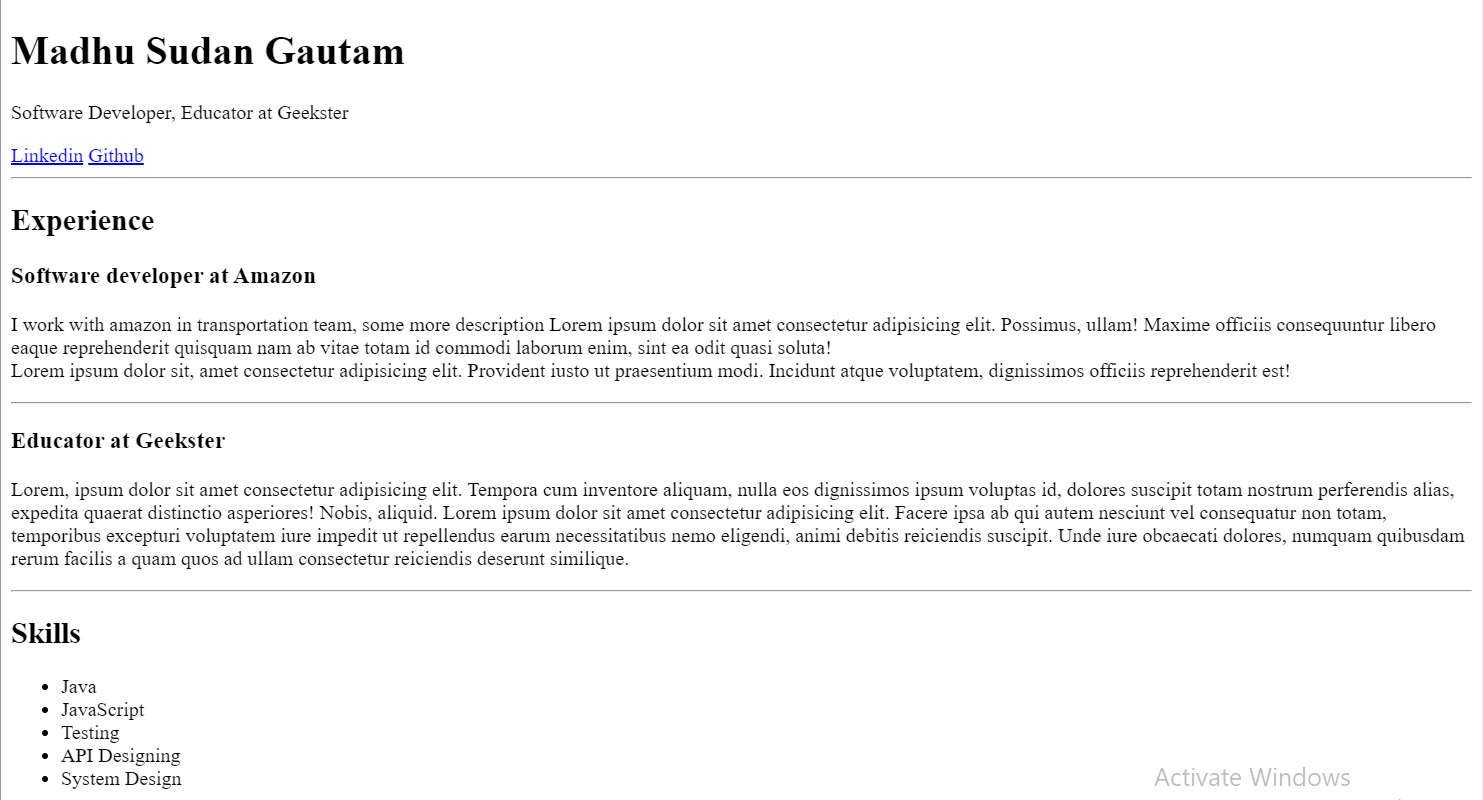 Madhu Sudan Gautam
Software Developer, Educator at Geekster
Linkedin Github
Experience
Software developer at Amazon
I work with amazon in transportation team, some more description Lorem ipsum dolor sit amet consectetur adipisicing elit. Possimus, ullam! Maxime officiis consequuntur libero
eaque reprehenderit quisquam nam ab vitae totam id commodi laborum enim, sint ea odit quasi soluta!
Lorem ipsum dolor sit, amet consectetur adipisicing elit. Provident iusto ut praesentium modi. Incidunt atque voluptatem, dignissimos officiis reprehenderit est!
Educator at Geekster
Lorem, ipsum dolor sit amet consectetur adipisicing elit. Tempora cum inventore aliquam, nulla eos dignissimos ipsum voluptas id, dolores suscipit totam nostrum perferendis alias,
expedita quaerat distinctio asperiores! Nobis, aliquid. Lorem ipsum dolor sit amet consectetur adipisicing elit. Facere ipsa ab qui autem nesciunt vel consequatur non totam,
temporibus excepturi voluptatem iure impedit ut repellendus earum necessitatibus nemo eligendi, animi debitis reiciendis suscipit. Unde iure obcaecati dolores, numquam quibusdam
rerum facilis a quam quos ad ullam consectetur reiciendis deserunt similique.
Skills
Java
JavaScript
Testing
API Designing
System Design
Activate Windows